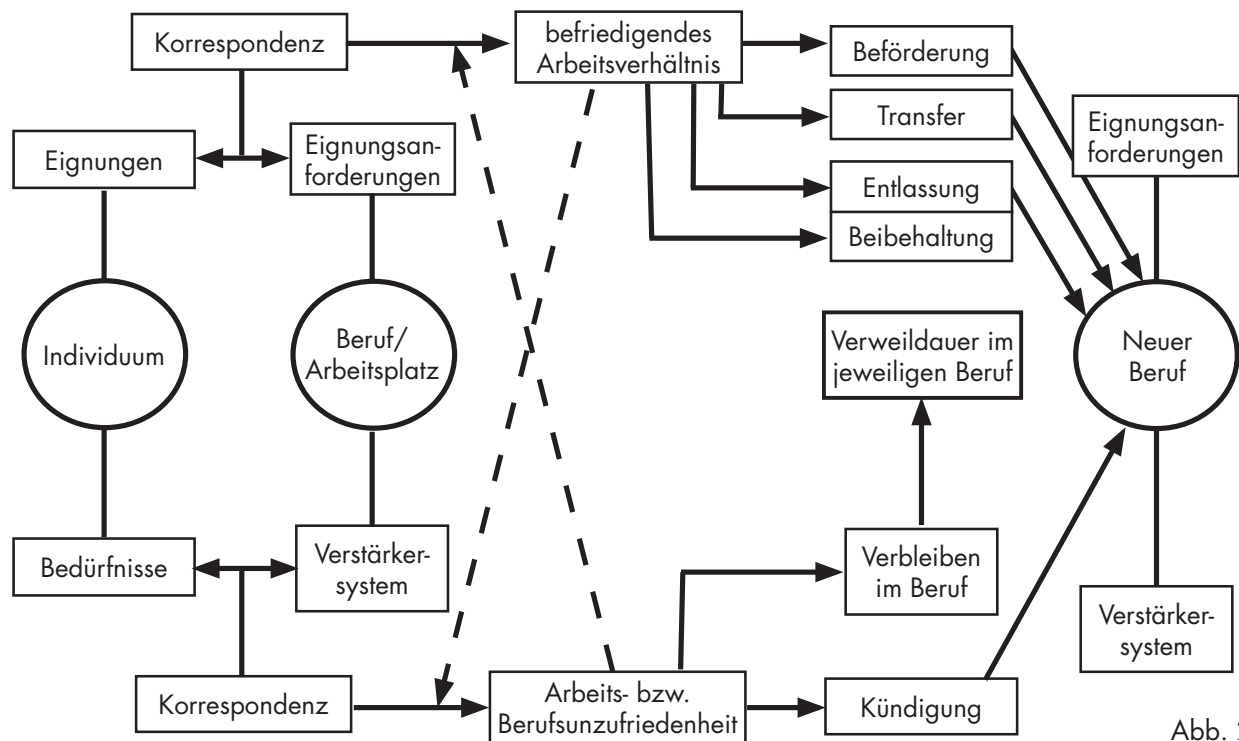 Korrespondenz
befriedigendes
Arbeitsverhältnis
Beförderung
Transfer
Eignungsan-
forderungen
Eignungen
Eignungsan-
forderungen
Entlassung
Beibehaltung
Individuum
Beruf/
Arbeitsplatz
Verweildauer im
jeweiligen Beruf
Neuer
Beruf
Bedürfnisse
Verstärker-
system
Verbleiben
im Beruf
Verstärker-
system
Korrespondenz
Arbeits- bzw.
Berufsunzufriedenheit
Kündigung
Abb. 2